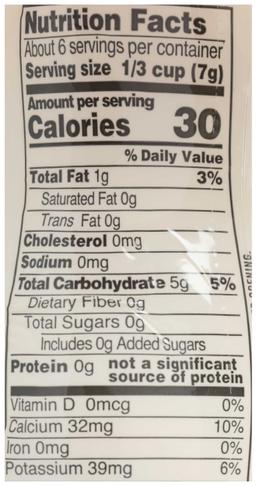 Nutrition Facts
About 6 servings per container
Serving size 1/3 cup (7g)
Amount per serving
Calories 30
% Daily Value
Total Fat 1g 3%
Saturated Fat 0g
Trans Fat 0g
Cholesterol 0mg
Sodium 0mg
Total Carbohydrate 5g 5%
Dietary Fiber 0g
Total Sugars 0g
Includes 0g Added Sugars
Protein 0g not a significant
source of protein
Vitamin D 0mcg 0%
Calcium 32mg 10%
Iron 0mg 0%
Potassium 39mg 6%
OPENING.